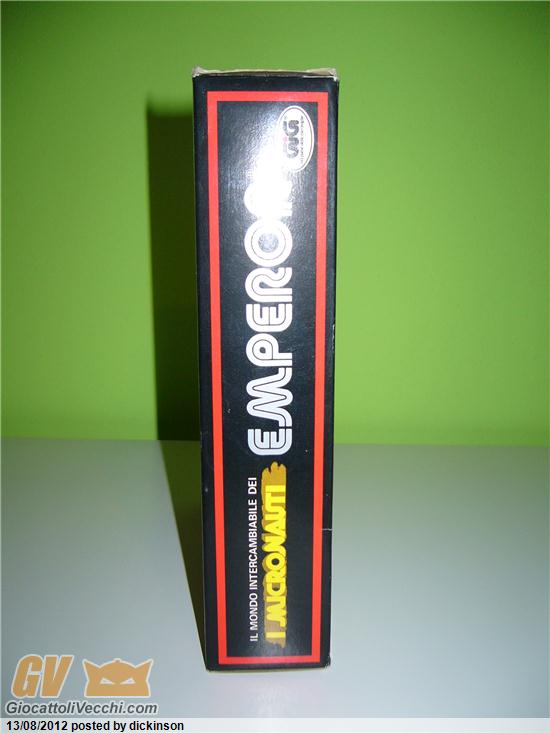 IL MONDO INTERCAMBIABILE DEI
I MICRONAUTI
EMPEROR
GiG
GV
GiocattoliVecchi.com
13/08/2012 posted by dickinson